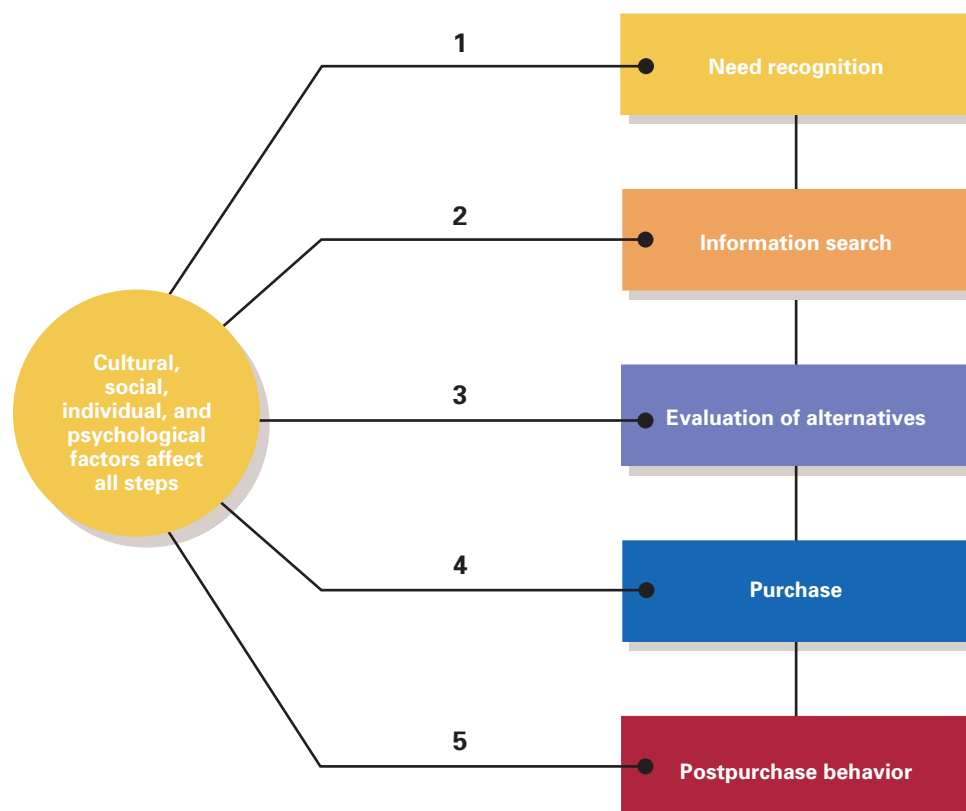 1
Need recognition
2
Information search
Cultural,
social,
individual, and
psychological
factors affect
all steps
3
Evaluation of alternatives
4
Purchase
5
Postpurchase behavior